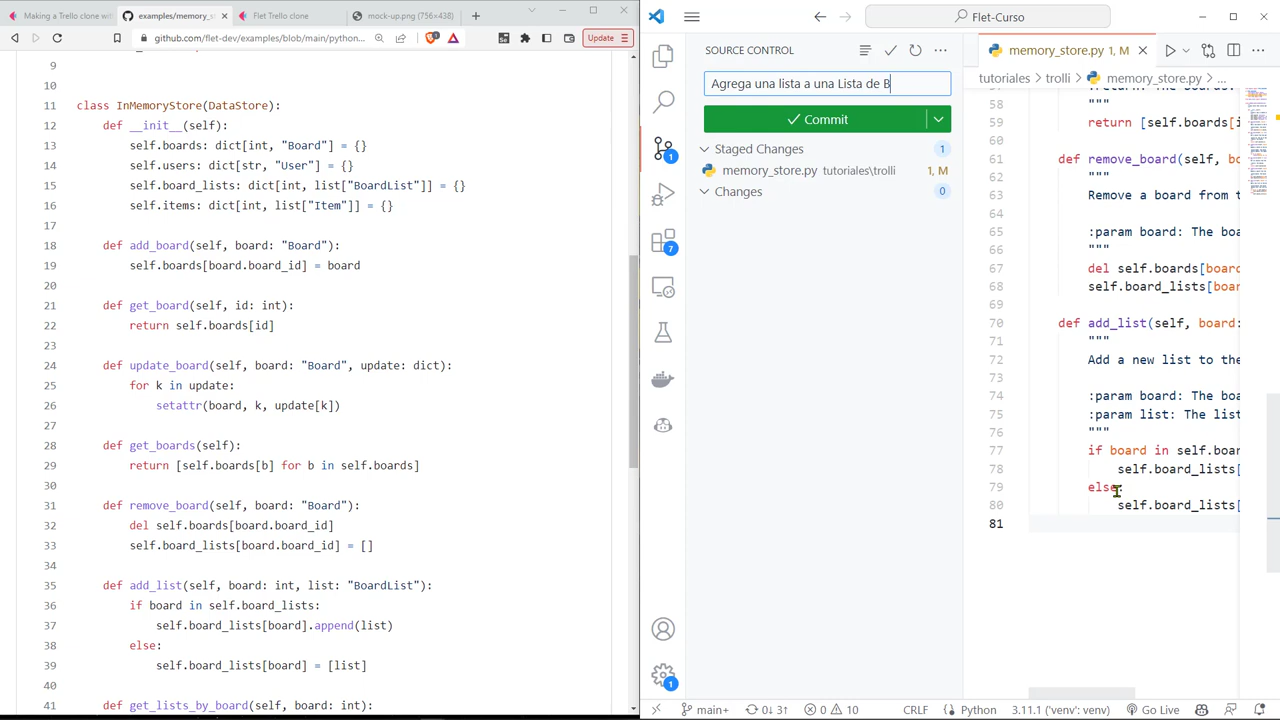 Making a Trello with
examples/memory_s
Flet Trello clone
mock-up.png (756×438)
github.com/flet-dev/examples/blob/main/python...
Update
9
10
11 class InMemoryStore(DataStore):
12 def __init__(self):
13 self.boards: dict[int, "Board"] = {}
14 self.users: dict[str, "User"] = {}
15 self.board_lists: dict[int, list["BoardList"]] = {}
16 self.items: dict[int, list["Item"]] = {}
17
18 def add_board(self, board: "Board"):
19 self.boards[board.board_id] = board
20
21 def get_board(self, id: int):
22 return self.boards[id]
23
24 def update_board(self, board: "Board", update: dict):
25 for k in update:
26 setattr(board, k, update[k])
27
28 def get_boards(self):
29 return [self.boards[b] for b in self.boards]
30
31 def remove_board(self, board: "Board"):
32 del self.boards[board.board_id]
33 self.board_lists[board.board_id] = []
34
35 def add_list(self, board: int, list: "BoardList"):
36 if board in self.board_lists:
37 self.board_lists[board].append(list)
38 else:
39 self.board_lists[board] = [list]
40
41 def get_lists_by_board(self, board: int):
Flet-Curso
SOURCE CONTROL
Agrega una lista a una Lista de B
Commit
Staged Changes 1
memory_store.py tutoriales\trolli 1, M
Changes 0
1
7
1
memory_store.py 1, M
tutoriales > trolli > memory_store.py > ...
58 """
59 return [self.boards[
60
61 def remove_board(self, b
62 """
63 Remove a board from t
64
65 :param board: The boa
66 """
67 del self.boards[board
68 self.board_lists[boar
69
70 def add_list(self, board:
71 """
72 Add a new list to the
73
74 :param board: The boa
75 :param list: The list
76 """
77 if board in self.boar
78 self.board_lists[
79 else:
80 self.board_lists[
81
main+ 0↓ 3↑ 0 10 CRLF Python 3.11.1 ('venv': venv) Go Live